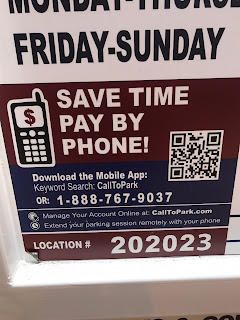 FRIDAY-SUNDAY
$
SAVE TIME
PAY BY
PHONE!
Download the Mobile App:
Keyword Search: CallToPark
OR: 1-888-767-9037
Manage Your Account Online at: CallToPark.com
Extend your parking session remotely with your phone
LOCATION # 202023